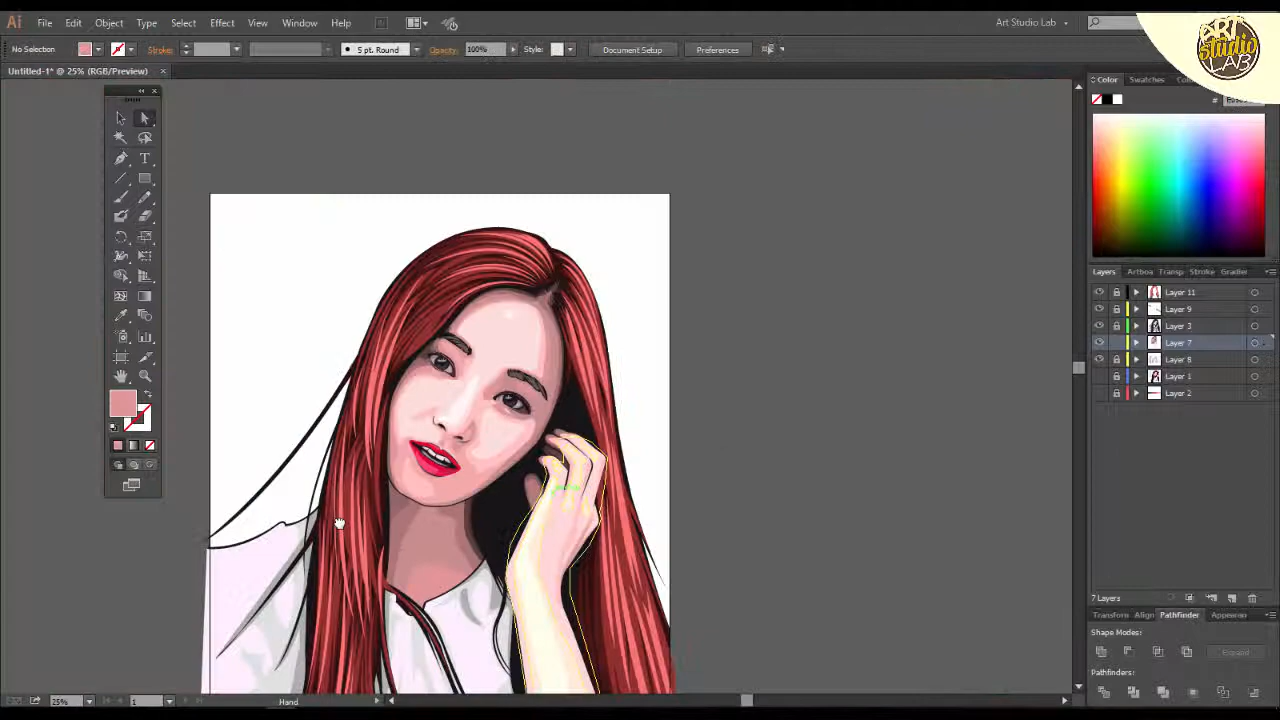 Ai File Edit Object Type Select Effect View Window Help Art Studio Lab
ART Studio LAB
No Selection Stroke: 5 pt. Round Opacity: 100% Style: Document Setup Preferences
Untitled-1* @ 25% (RGB/Preview) ×
Color Swatches
#
Layers Artboa Transp Stroke Gradier
Layer 11
Layer 9
Layer 3
Layer 7
Layer 8
Layer 1
Layer 2
7 Layers
Transform Align Pathfinder Appearan
Shape Modes:
Expand
Pathfinders:
25% 1 Hand